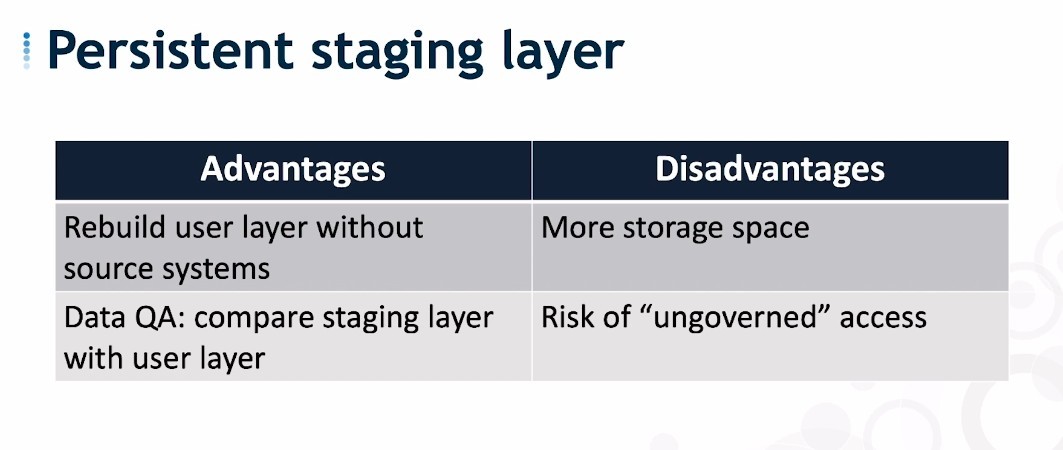 Persistent staging layer
Advantages
Disadvantages
Rebuild user layer without
source systems
More storage space
Data QA: compare staging layer
with user layer
Risk of “ungoverned” access